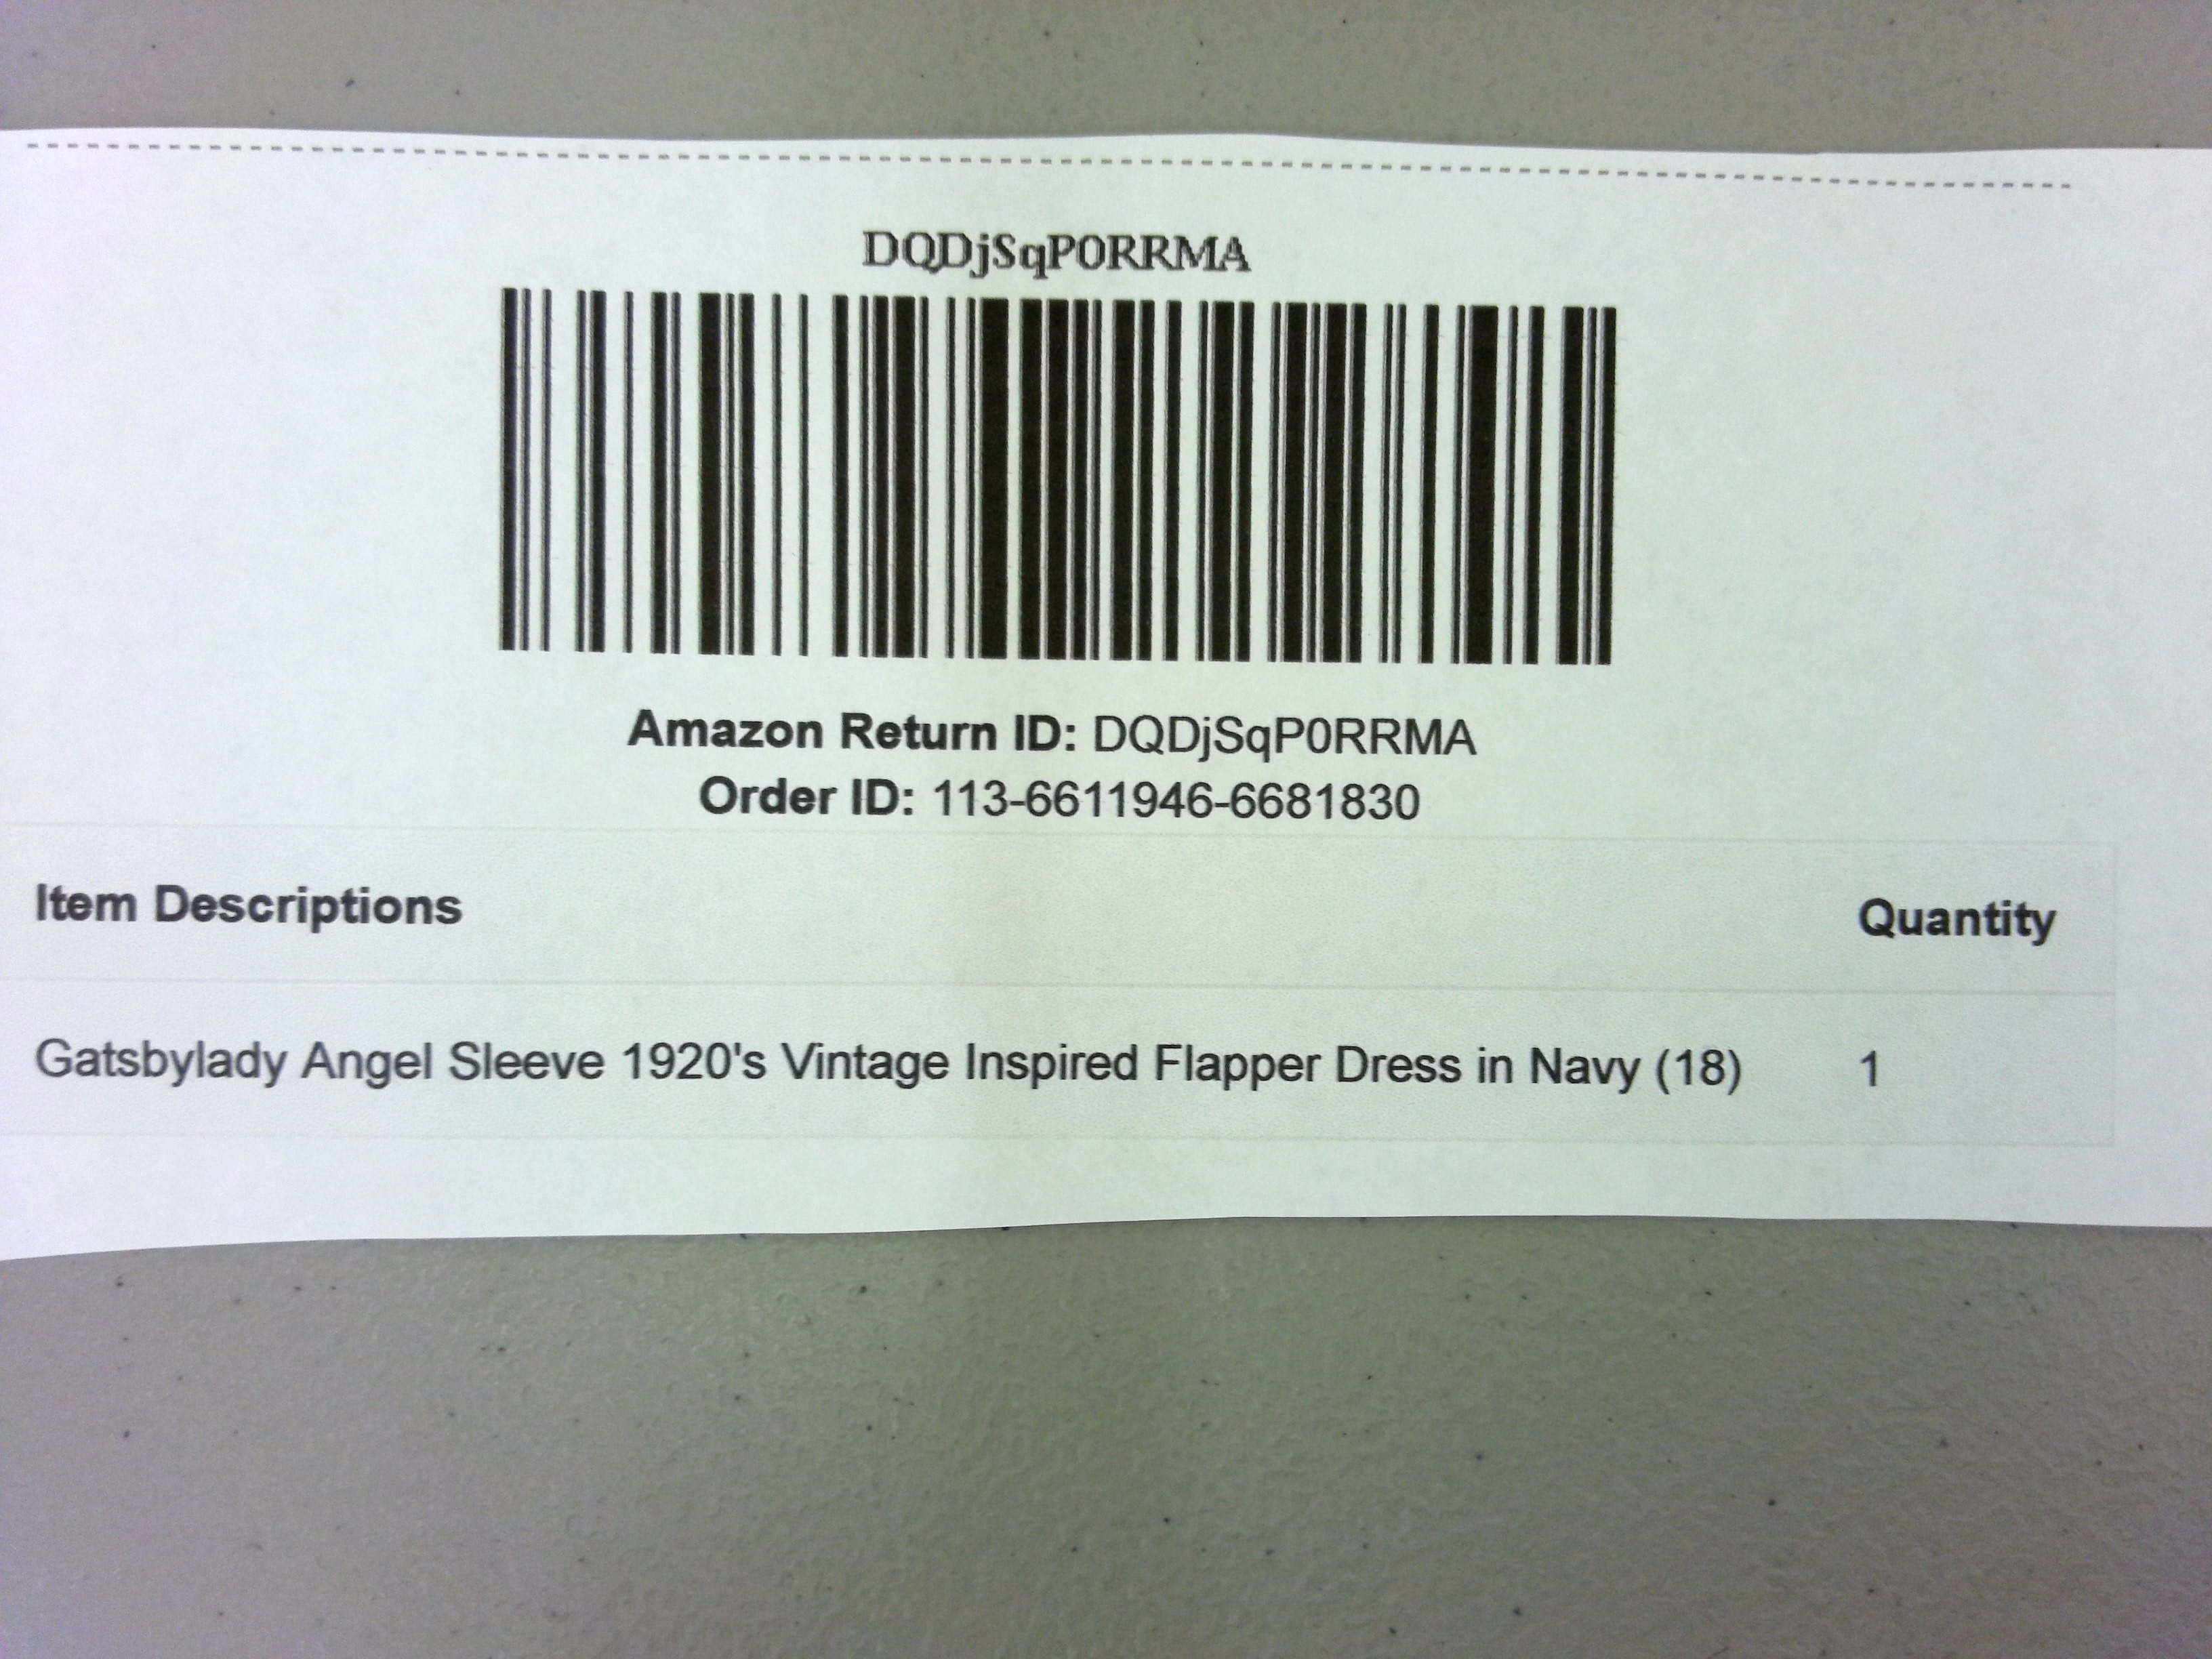 DQDjSqP0RRMA
Amazon Return ID: DQDjSqP0RRMA
Order ID: 113-6611946-6681830
Item Descriptions Quantity
Gatsbylady Angel Sleeve 1920's Vintage Inspired Flapper Dress in Navy (18) 1